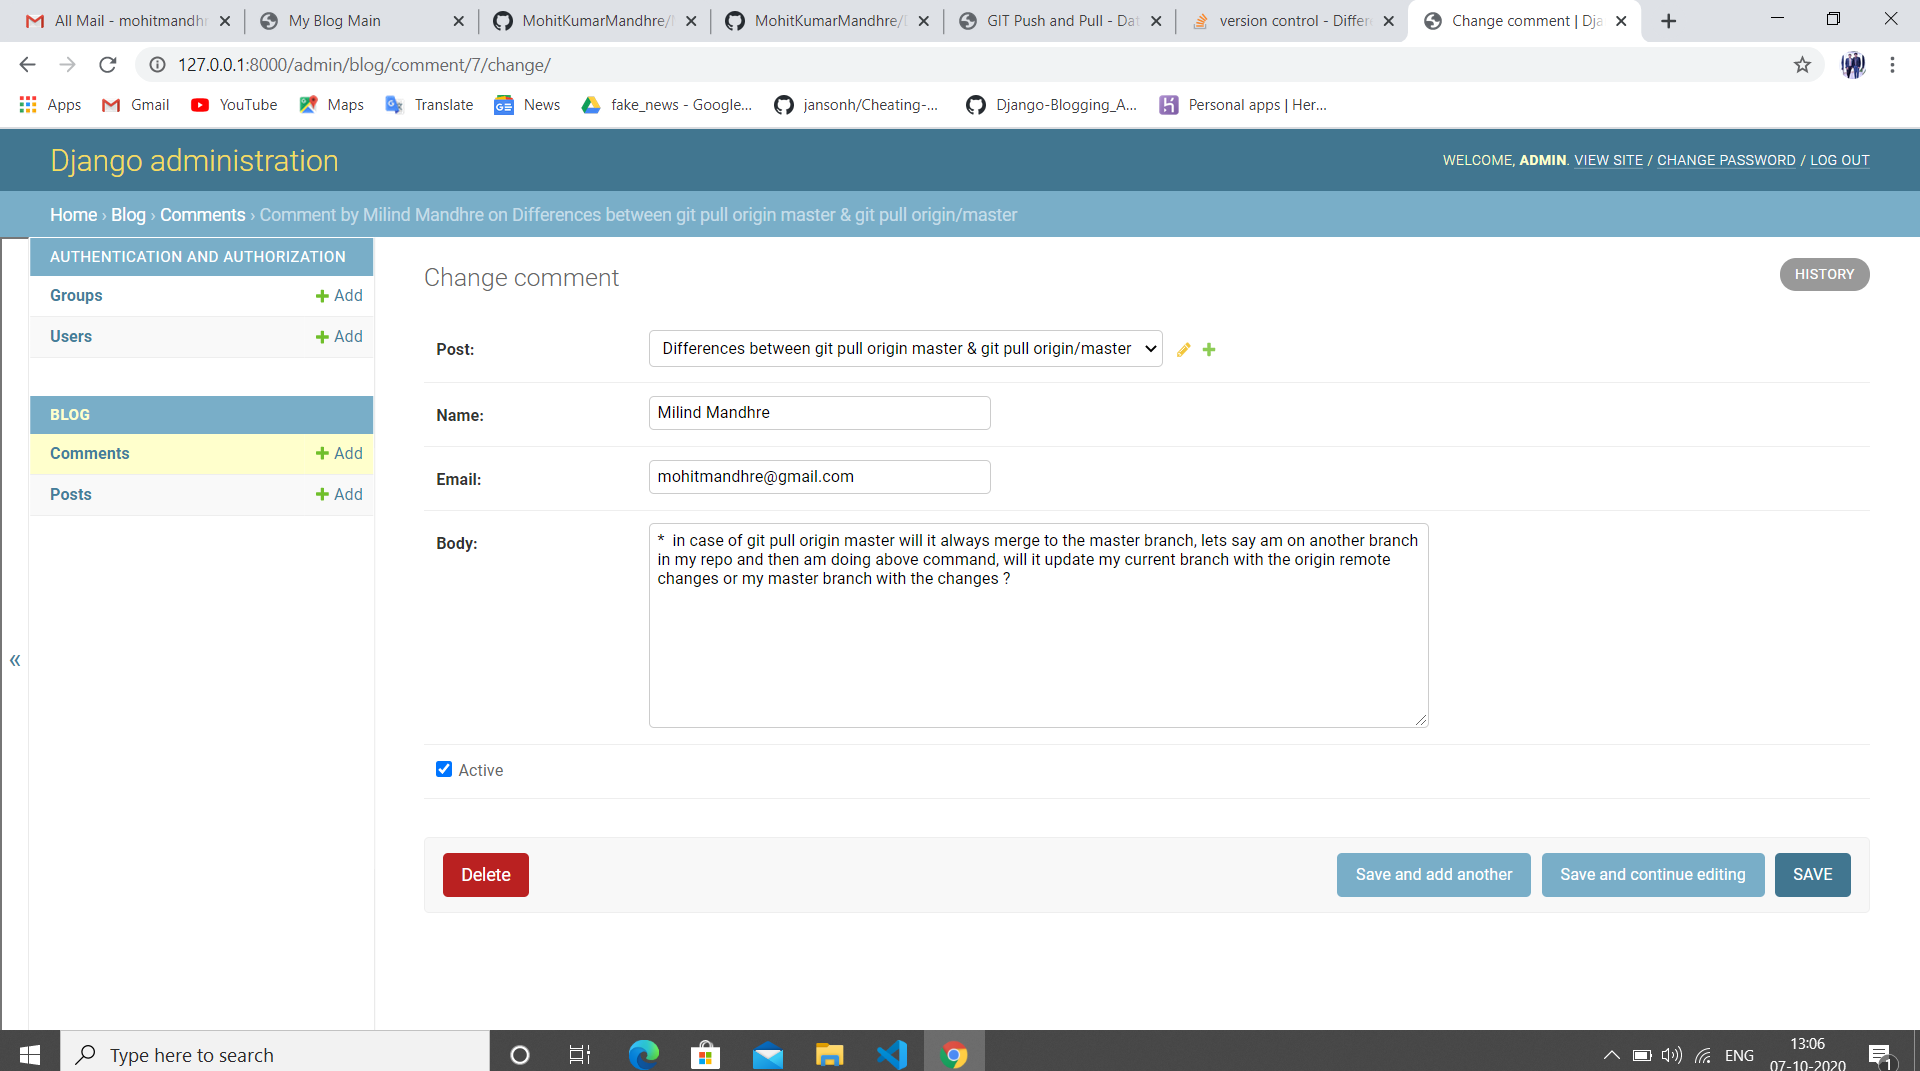 All Mail - mohitmandhr
My Blog Main
MohitKumarMandhre/
MohitKumarMandhre/
GIT Push and Pull - Da
version control - Differ
Change comment | Dja
127.0.0.1:8000/admin/blog/comment/7/change/
Apps
Gmail
YouTube
Maps
Translate
News
fake_news - Google...
jansonh/Cheating-...
Django-Blogging_A...
Personal apps | Her...
Django administration
WELCOME, ADMIN. VIEW SITE / CHANGE PASSWORD / LOG OUT
Home › Blog › Comments › Comment by Milind Mandhre on Differences between git pull origin master & git pull origin/master
AUTHENTICATION AND AUTHORIZATION
Groups
Add
Users
Add
BLOG
Comments
Add
Posts
Add
«
Change comment
HISTORY
Post:
Differences between git pull origin master & git pull origin/master
Name:
Milind Mandhre
Email:
mohitmandhre@gmail.com
Body:
* in case of git pull origin master will it always merge to the master branch, lets say am on another branch
in my repo and then am doing above command, will it update my current branch with the origin remote
changes or my master branch with the changes ?
Active
Delete
Save and add another
Save and continue editing
SAVE
Type here to search
ENG
13:06
07-10-2020
1